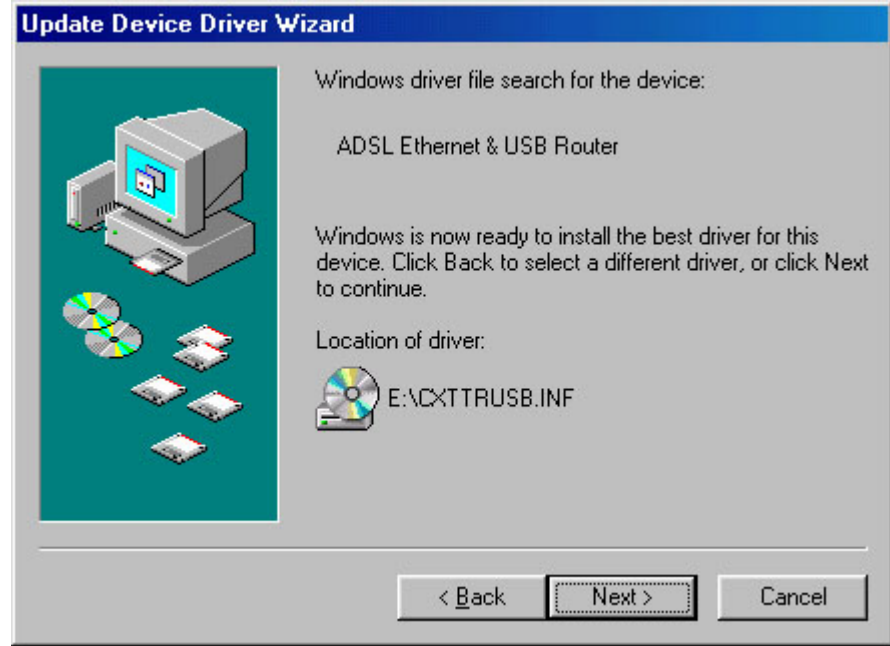 Update Device Driver Wizard
Windows driver file search for the device:
ADSL Ethernet & USB Router
Windows is now ready to install the best driver for this
device. Click Back to select a different driver, or click Next
to continue.
Location of driver:
E:\CXTTRUSB.INF
< Back
Next >
Cancel